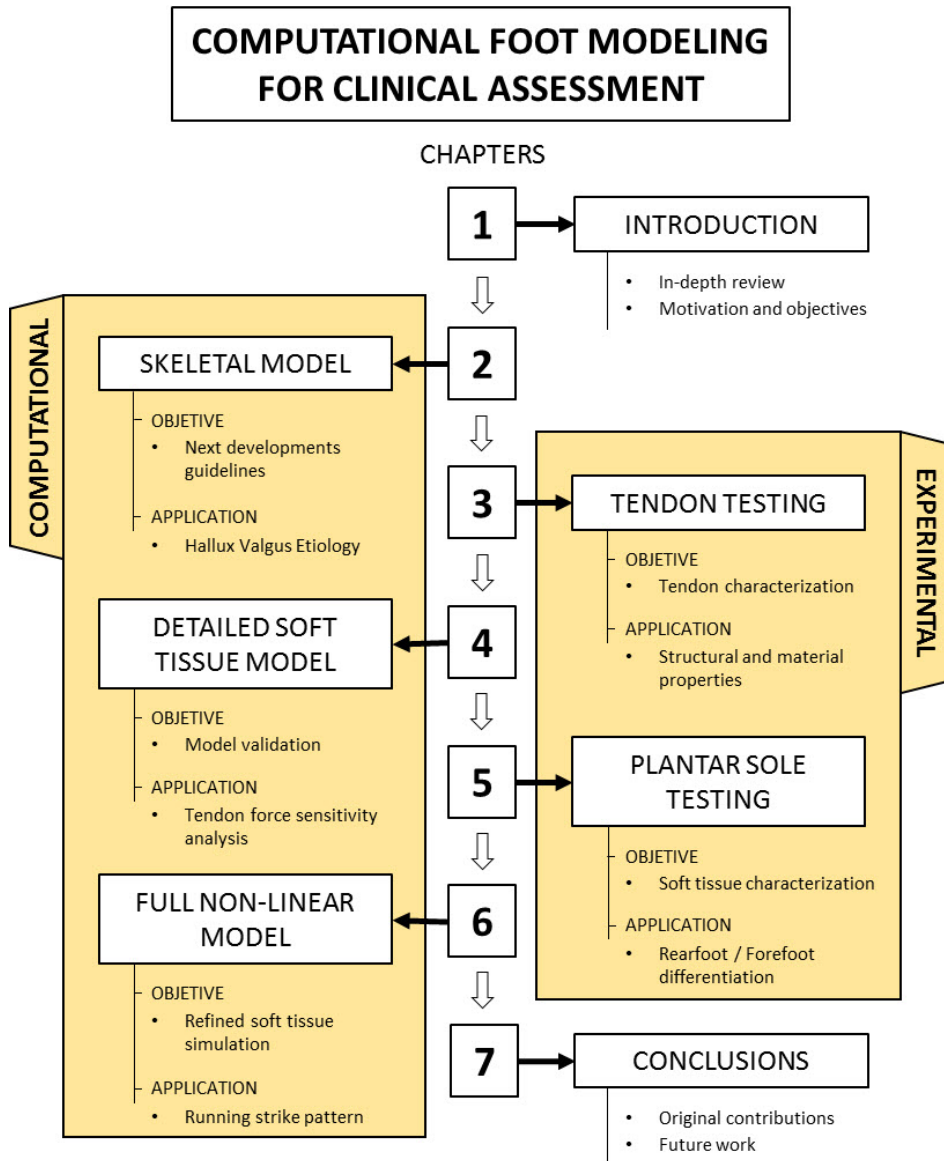 COMPUTATIONAL FOOT MODELING
FOR CLINICAL ASSESSMENT
CHAPTERS
1
INTRODUCTION
• In-depth review
• Motivation and objectives
COMPUTATIONAL
2
SKELETAL MODEL
OBJETIVE
• Next developments
guidelines
APPLICATION
• Hallux Valgus Etiology
EXPERIMENTAL
3
TENDON TESTING
OBJETIVE
• Tendon characterization
APPLICATION
• Structural and material
properties
4
DETAILED SOFT
TISSUE MODEL
OBJETIVE
• Model validation
APPLICATION
• Tendon force sensitivity
analysis
5
PLANTAR SOLE
TESTING
OBJETIVE
• Soft tissue characterization
APPLICATION
• Rearfoot / Forefoot
differentiation
6
FULL NON-LINEAR
MODEL
OBJETIVE
• Refined soft tissue
simulation
APPLICATION
• Running strike pattern
7
CONCLUSIONS
• Original contributions
• Future work